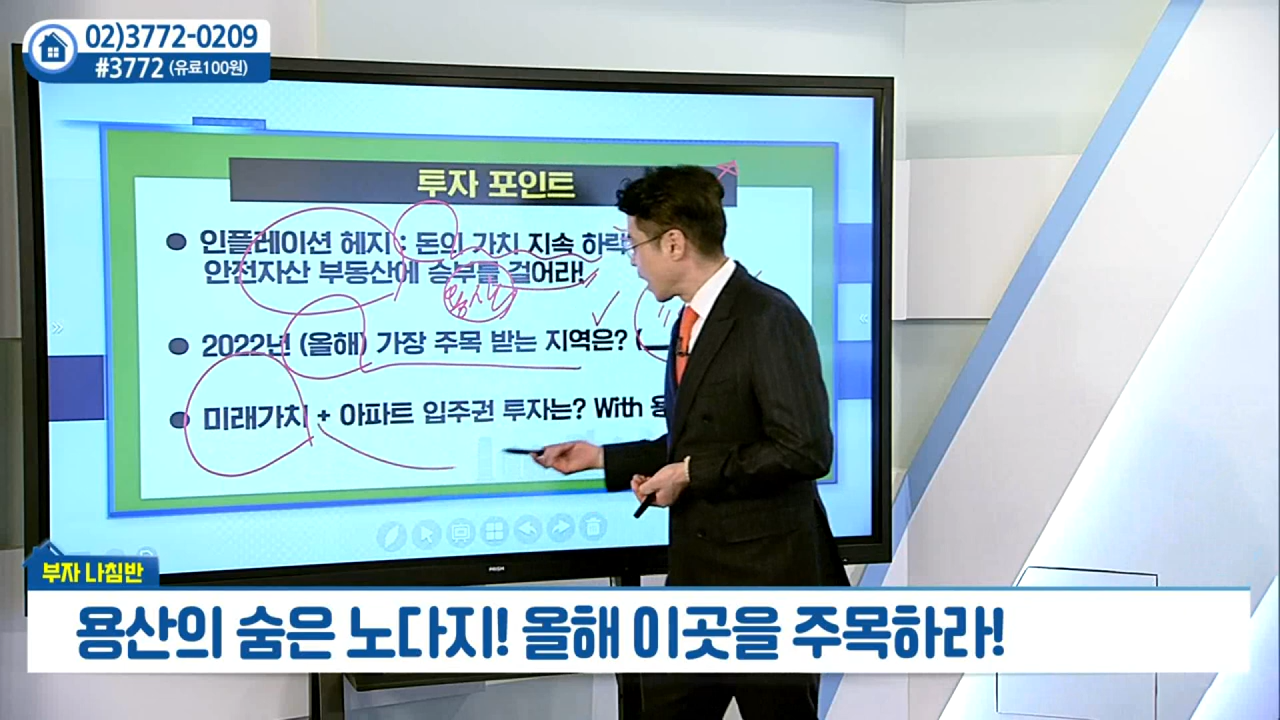 02)3772-0209
#3772 (유료100원)
투자 포인트
인플레이션 헤지 : 돈의 가치 지속 하락
안전자산 부동산에 승부를 걸어라!
용산
2022년 (올해) 가장 주목 받는 지역은? (
미래가치 + 아파트 입주권 투자는? With 용
부자 나침반
용산의 숨은 노다지! 올해 이곳을 주목하라!